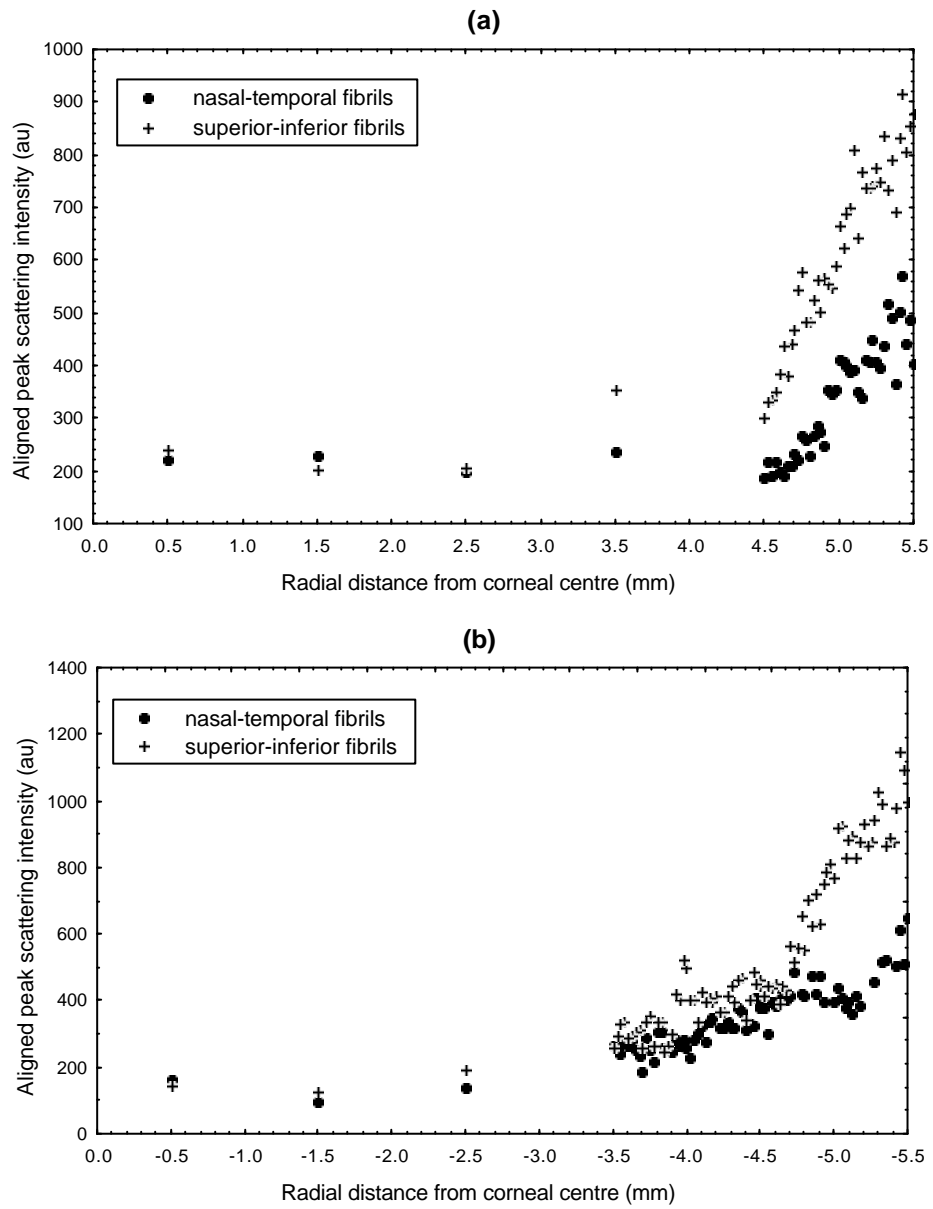 (a)
Aligned peak scattering intensity (au)
1000
900
800
700
600
500
400
300
200
100
nasal-temporal fibrils
superior-inferior fibrils
0.0 0.5 1.0 1.5 2.0 2.5 3.0 3.5 4.0 4.5 5.0 5.5
Radial distance from corneal centre (mm)
(b)
Aligned peak scattering intensity (au)
1400
1200
1000
800
600
400
200
0
nasal-temporal fibrils
superior-inferior fibrils
0.0 -0.5 -1.0 -1.5 -2.0 -2.5 -3.0 -3.5 -4.0 -4.5 -5.0 -5.5
Radial distance from corneal centre (mm)